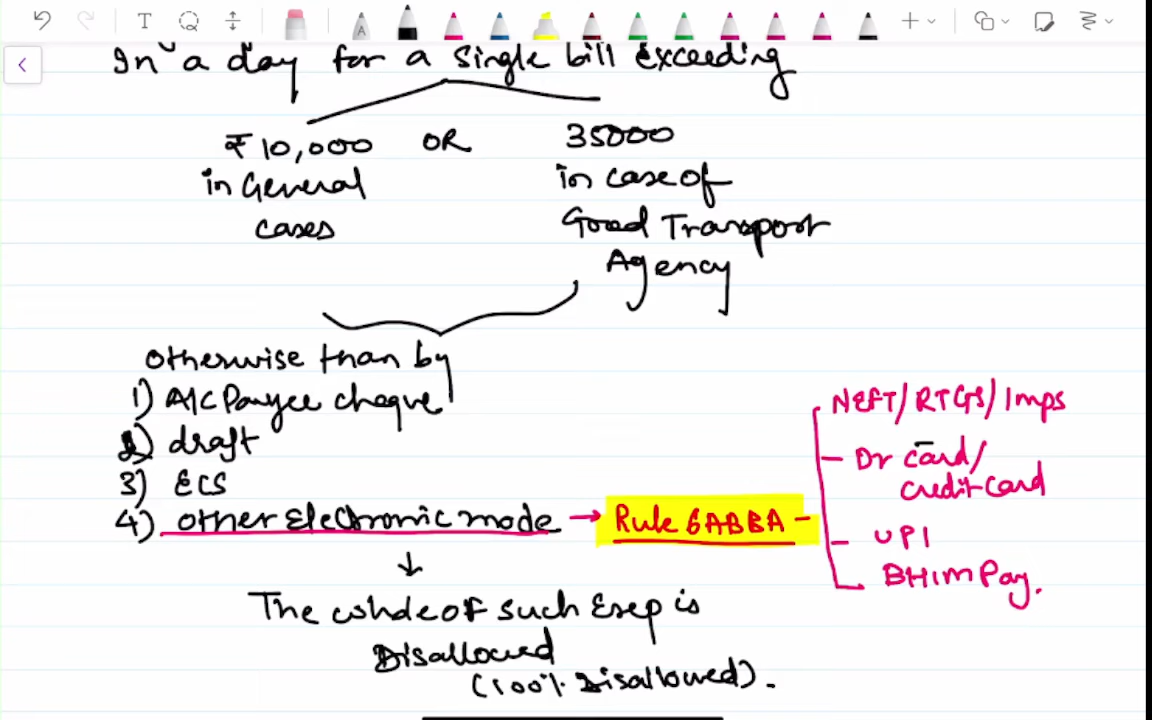 In a day for a single bill exceeding
₹10,000 OR 35000
in General in case of
cases Good Transport
Agency
otherwise than by
1) A/C Payee cheque
2) draft
3) ECS
4) other Electronic mode → Rule 6ABBA -
NEFT/RTGS/Imps
- Dr card/
credit card
- UPI
BHIM Pay.
The whole of such Exep is
Disallowed
(100% Disallowed).